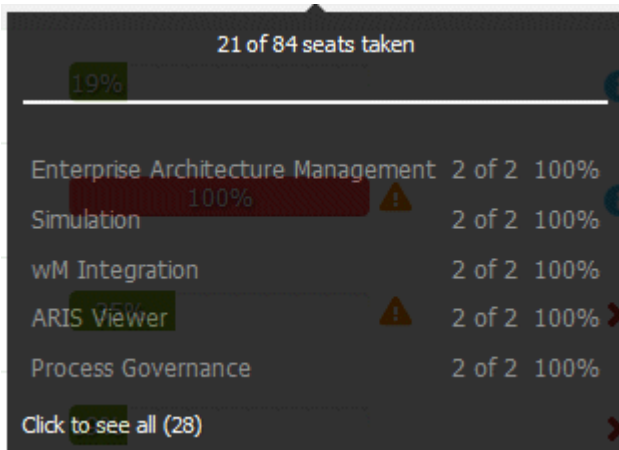 21 of 84 seats taken
19%
Enterprise Architecture Management 2 of 2 100%
100%
Simulation 2 of 2 100%
wM Integration 2 of 2 100%
ARIS Viewer 2 of 2 100%
Process Governance 2 of 2 100%
Click to see all (28)